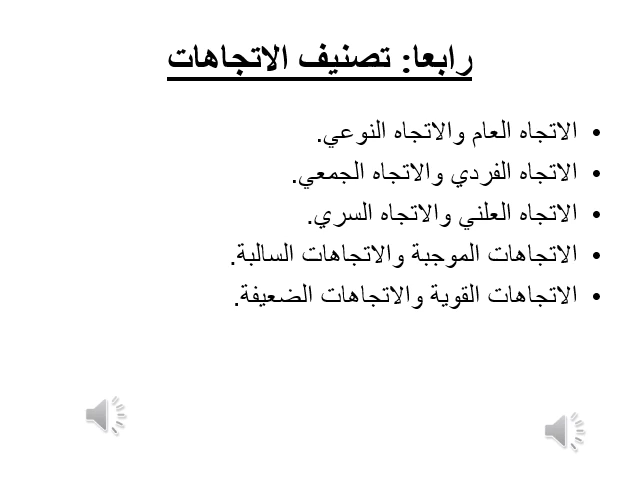 رابعا: تصنيف الاتجاهات
• الاتجاه العام والاتجاه النوعي.
• الاتجاه الفردي والاتجاه الجمعي.
• الاتجاه العلني والاتجاه السري.
• الاتجاهات الموجبة والاتجاهات السالبة.
• الاتجاهات القوية والاتجاهات الضعيفة.